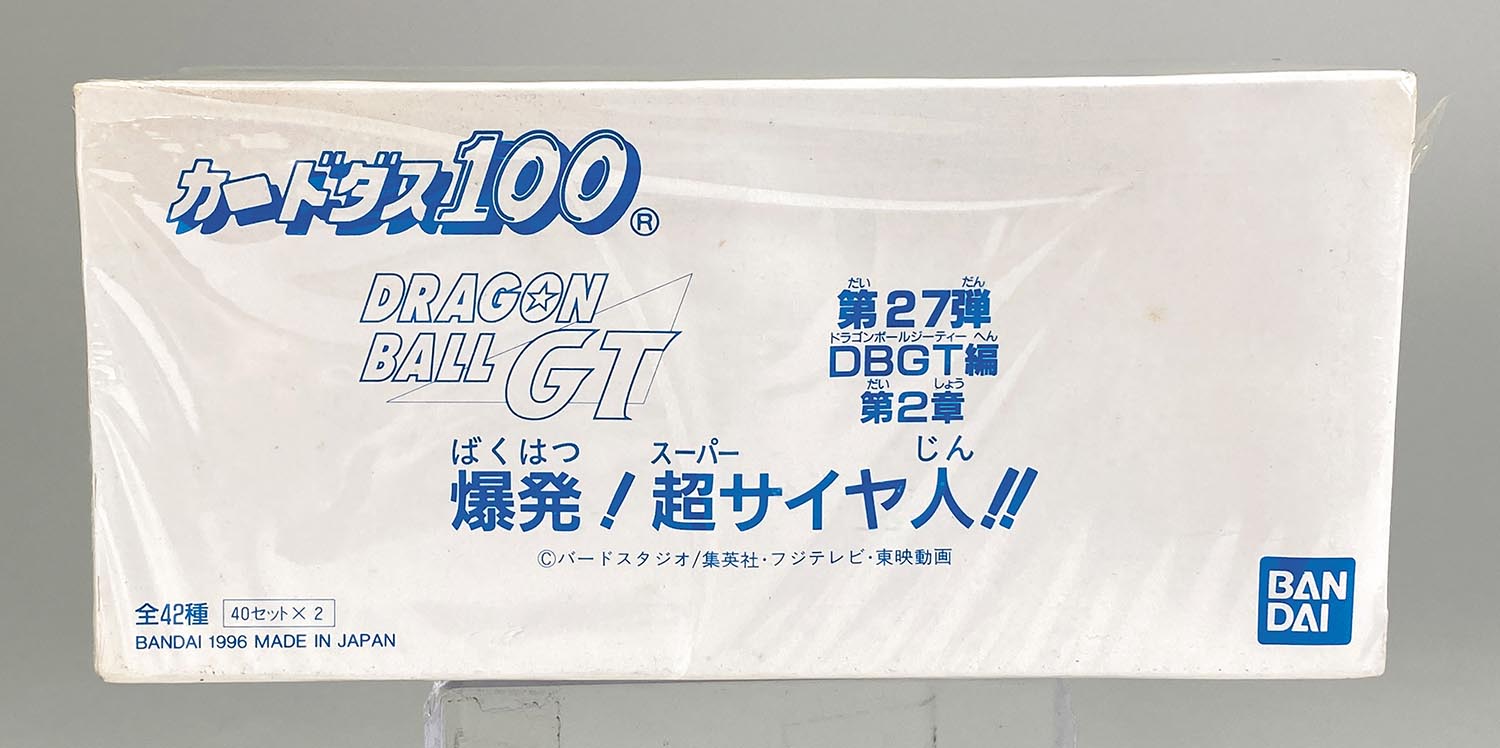 カードダス100®
DRAGON
BALL GT
だい だん
第27弾
ドラゴンボールジーティー へん
DBGT編
だい しょう
第2章
ばくはつ スーパー じん
爆発!超サイヤ人!!
©バードスタジオ/集英社・フジテレビ・東映動画
全42種 40セット×2
BANDAI 1996 MADE IN JAPAN
BAN
DAI